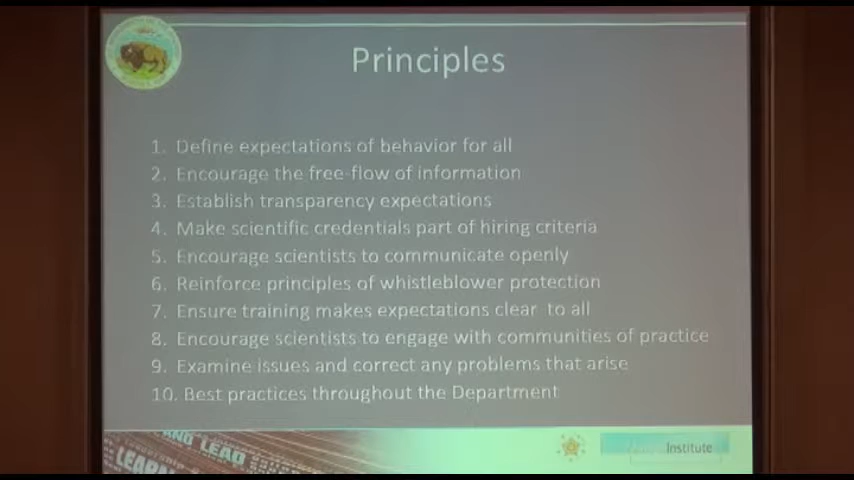 Principles
1. Define expectations of behavior for all
2. Encourage the free-flow of information
3. Establish transparency expectations
4. Make scientific credentials part of hiring criteria
5. Encourage scientists to communicate openly
6. Reinforce principles of whistleblower protection
7. Ensure training makes expectations clear to all
8. Encourage scientists to engage with communities of practice
9. Examine issues and correct any problems that arise
10. Best practices throughout the Department
AND LEAD
LEARN
Institute